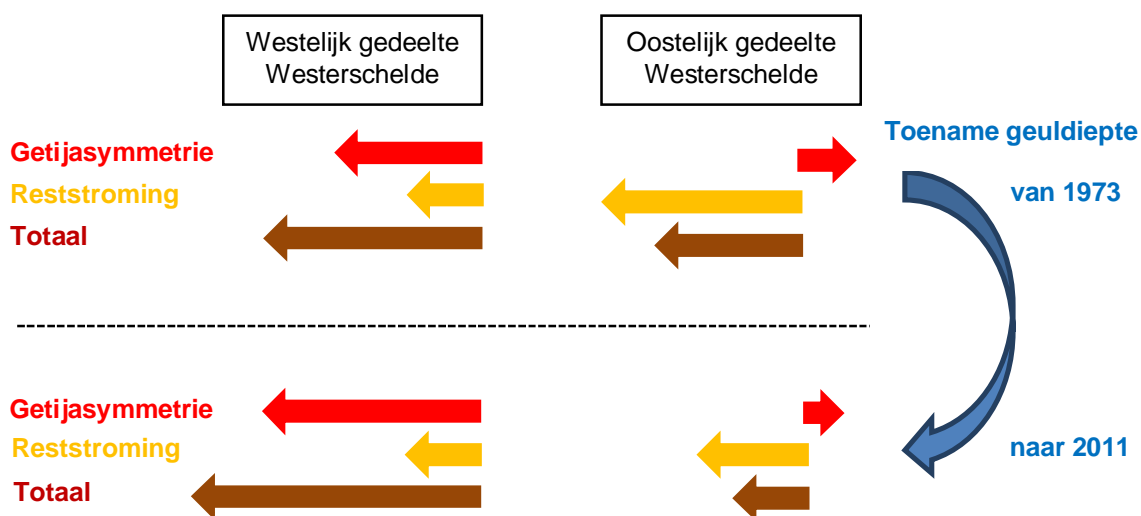 Westelijk gedeelte
Westerschelde
Oostelijk gedeelte
Westerschelde
Getijasymmetrie
Reststroming
Totaal
Toename geuldiepte
van 1973
Getijasymmetrie
Reststroming
Totaal
naar 2011